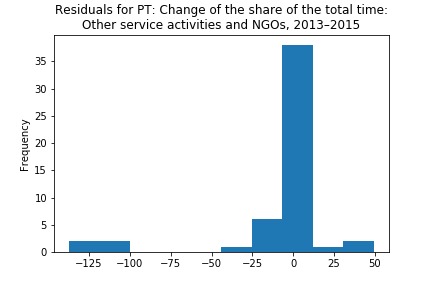 Residuals for PT: Change of the share of the total time:
Other service activities and NGOs, 2013–2015
Frequency
35
30
25
20
15
10
5
0
−125 −100 −75 −50 −25 0 25 50